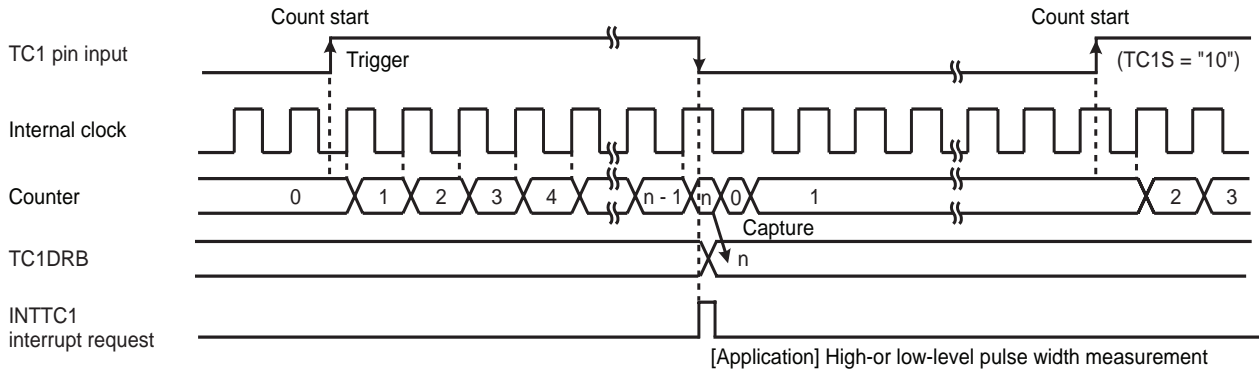 Count start
Count start
TC1 pin input
Trigger
(TC1S = "10")
Internal clock
Counter
0
1
2
3
4
n - 1
n
0
1
2
3
Capture
TC1DRB
n
INTTC1
interrupt request
[Application] High-or low-level pulse width measurement